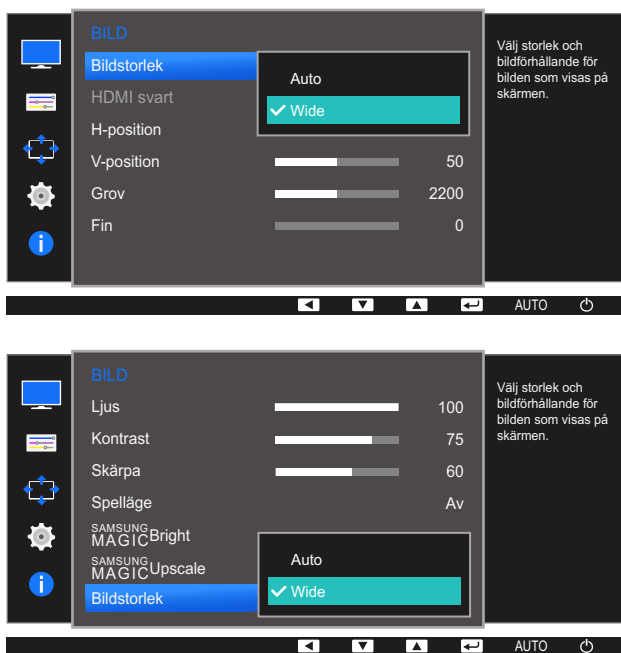 BILD
Bildstorlek
HDMI svart
H-position
V-position 50
Grov 2200
Fin 0
Auto
Wide
Välj storlek och
bildförhållande för
bilden som visas på
skärmen.
AUTO
BILD
Ljus 100
Kontrast 75
Skärpa 60
Spelläge Av
SAMSUNG
MAGICBright
SAMSUNG
MAGICUpscale
Bildstorlek
Auto
Wide
Välj storlek och
bildförhållande för
bilden som visas på
skärmen.
AUTO